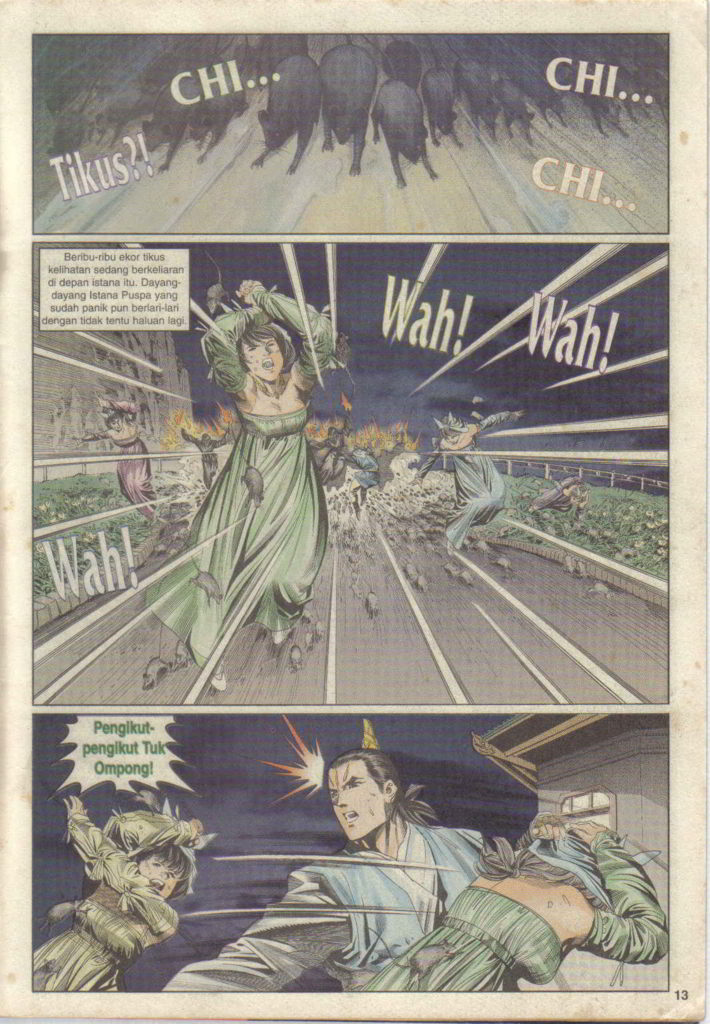 CHI...
CHI...
Tikus?!
CHI...
Beribu-ribu ekor tikus
kelihatan sedang berkeliaran
di depan istana itu. Dayang-
dayang Istana Puspa yang
sudah panik pun berlari-lari
dengan tidak tentu haluan lagi.
Wah!
Wah!
Wah!
Pengikut-
pengikut Tuk
Ompong!
13